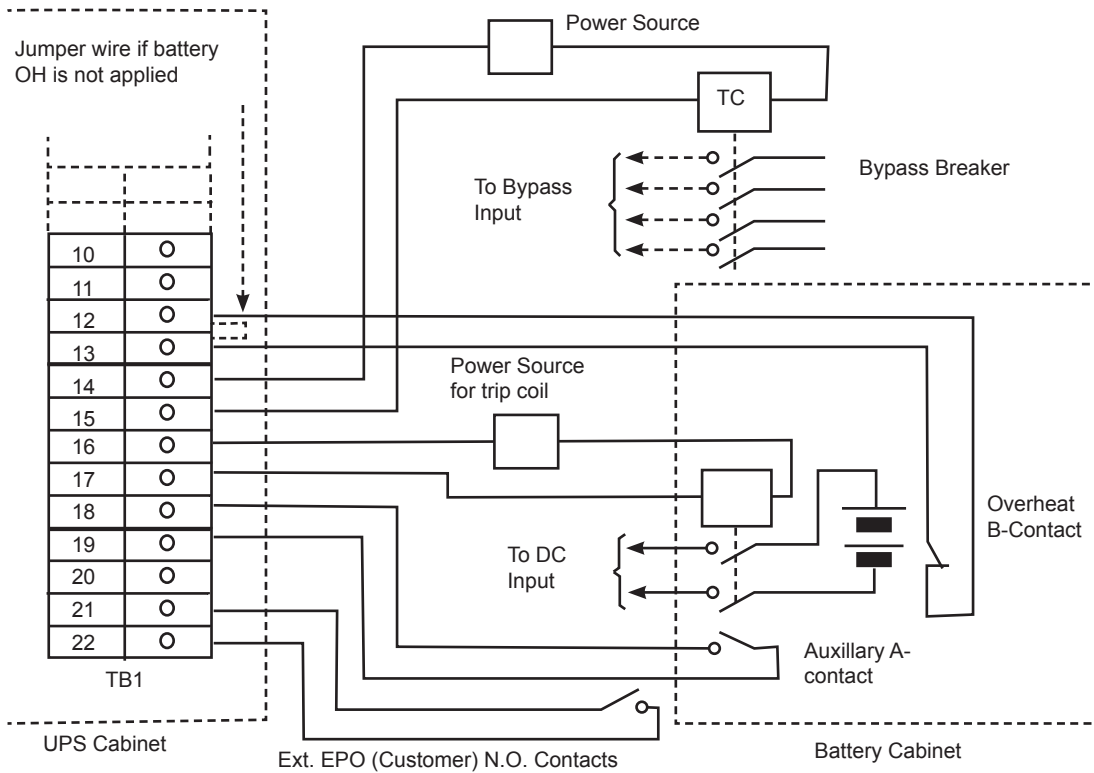 Power Source
Jumper wire if battery
OH is not applied
TC
Bypass Breaker
To Bypass
Input
10
11
12
13
14
15
16
17
18
19
20
21
22
TB1
Power Source
for trip coil
To DC
Input
Overheat
B-Contact
Auxillary A-
contact
UPS Cabinet
Ext. EPO (Customer) N.O. Contacts
Battery Cabinet